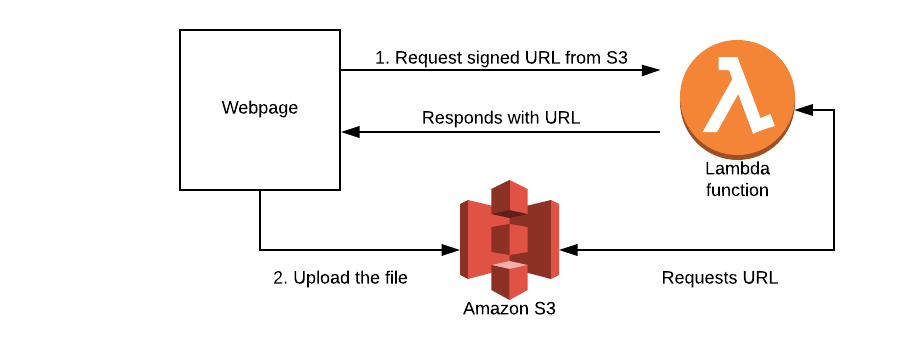 1. Request signed URL from S3
Webpage
Responds with URL
Lambda
function
2. Upload the file
Requests URL
Amazon S3